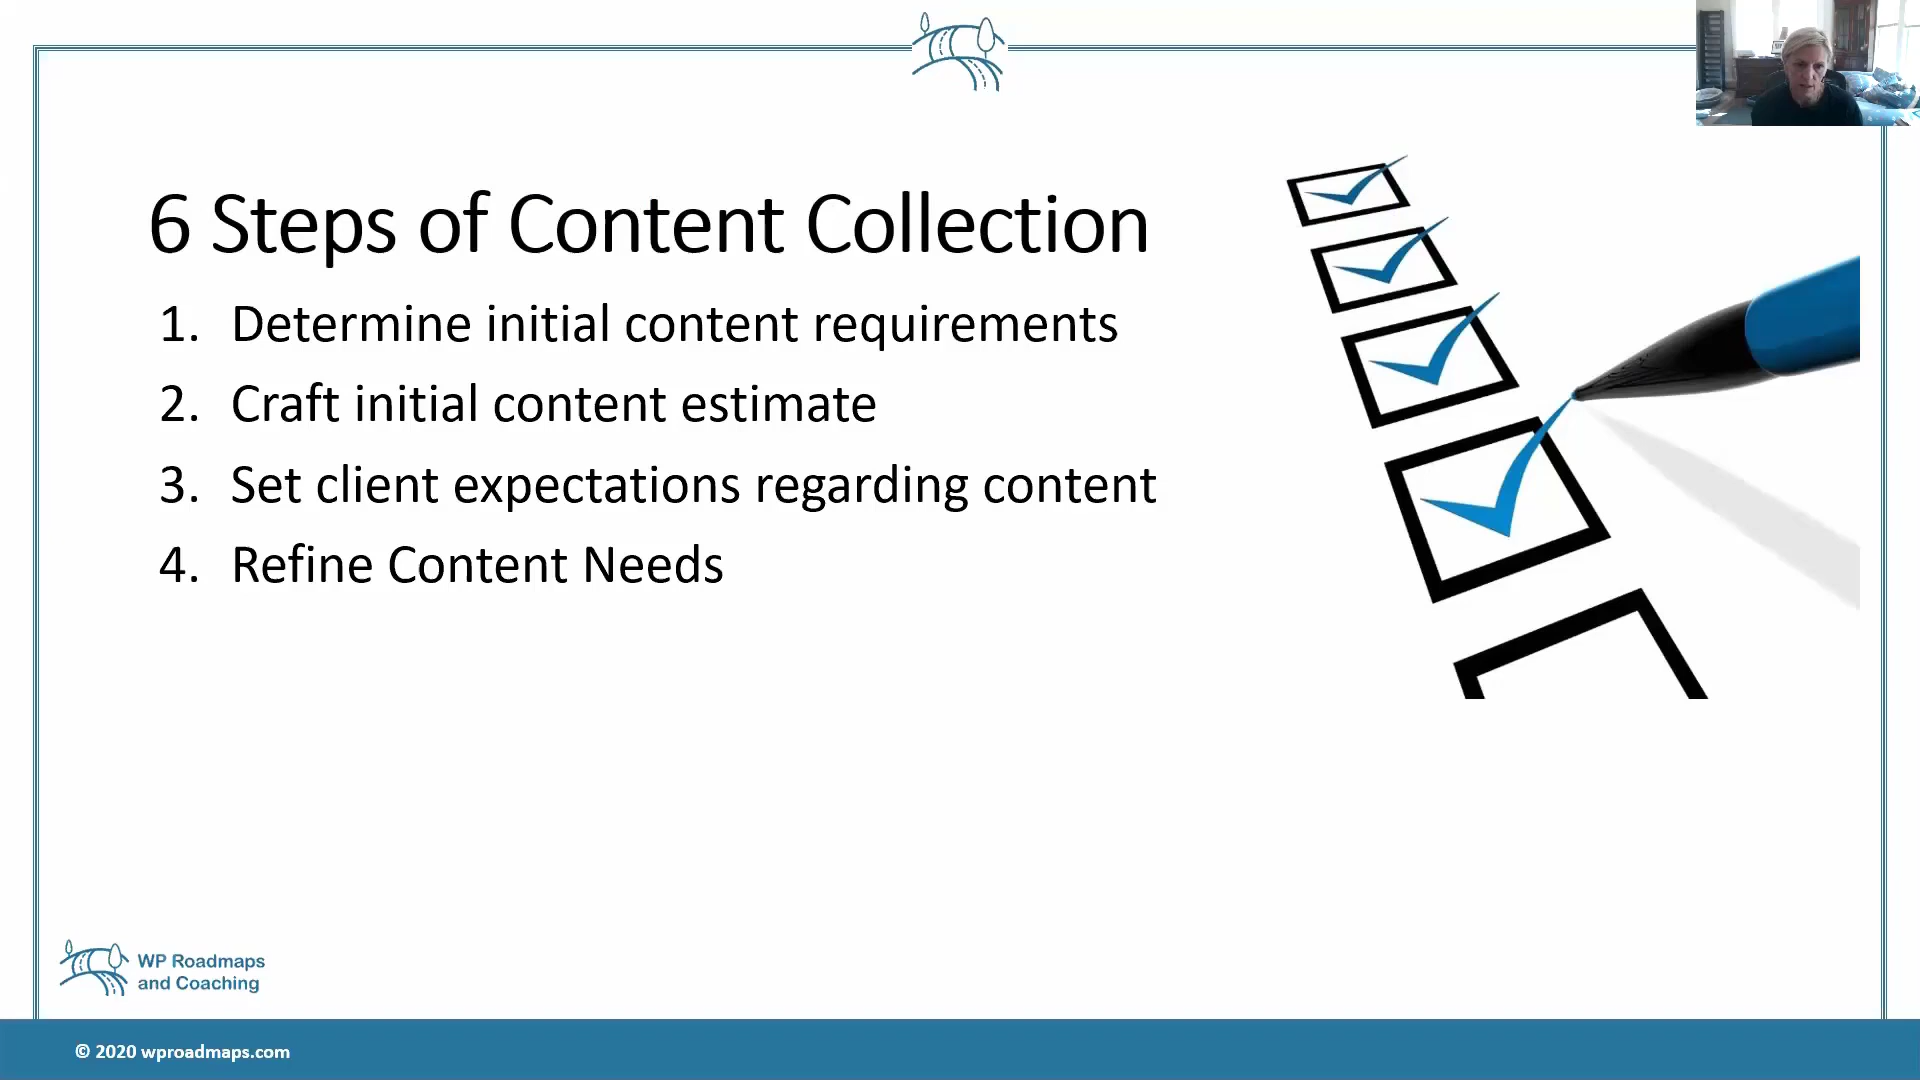 6 Steps of Content Collection
1. Determine initial content requirements
2. Craft initial content estimate
3. Set client expectations regarding content
4. Refine Content Needs
WP Roadmaps
and Coaching
© 2020 wproadmaps.com